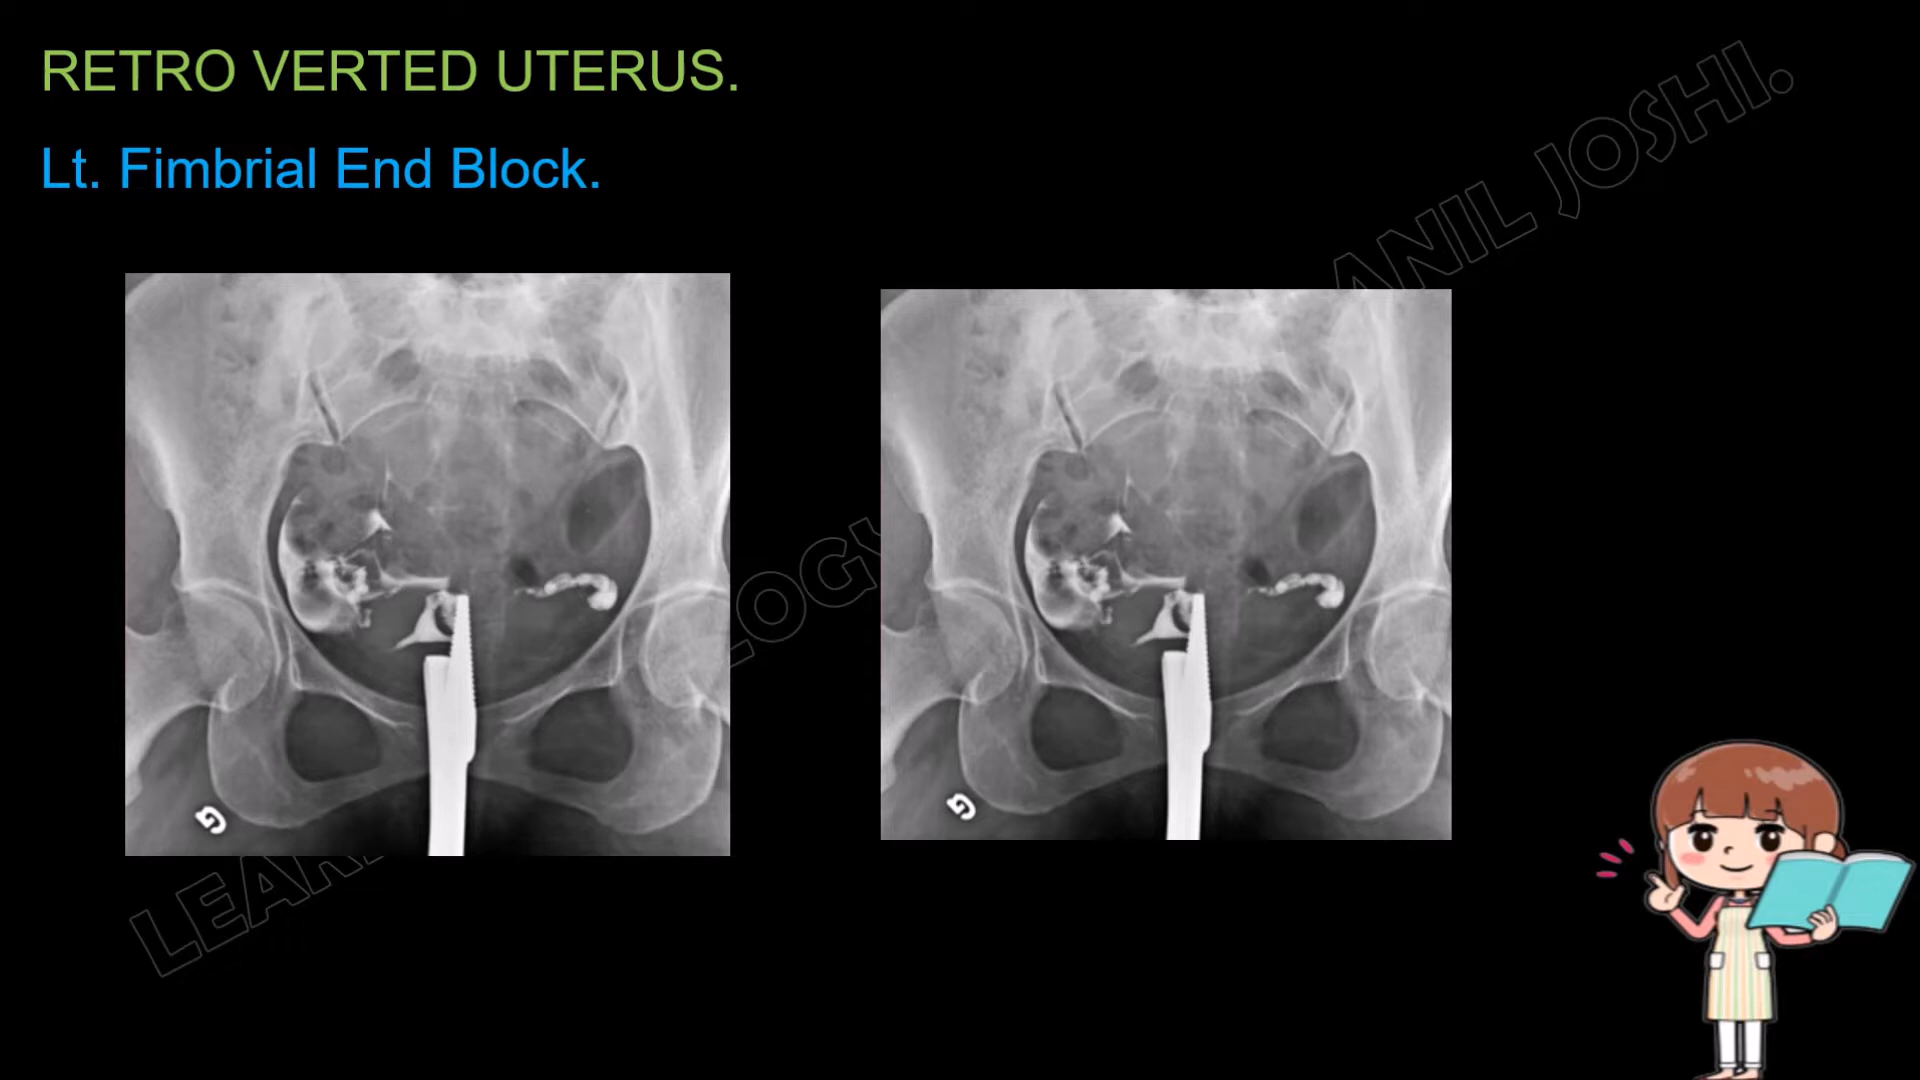 RETRO VERTED UTERUS.
Lt. Fimbrial End Block.
ANIL JOSHI.
G
G